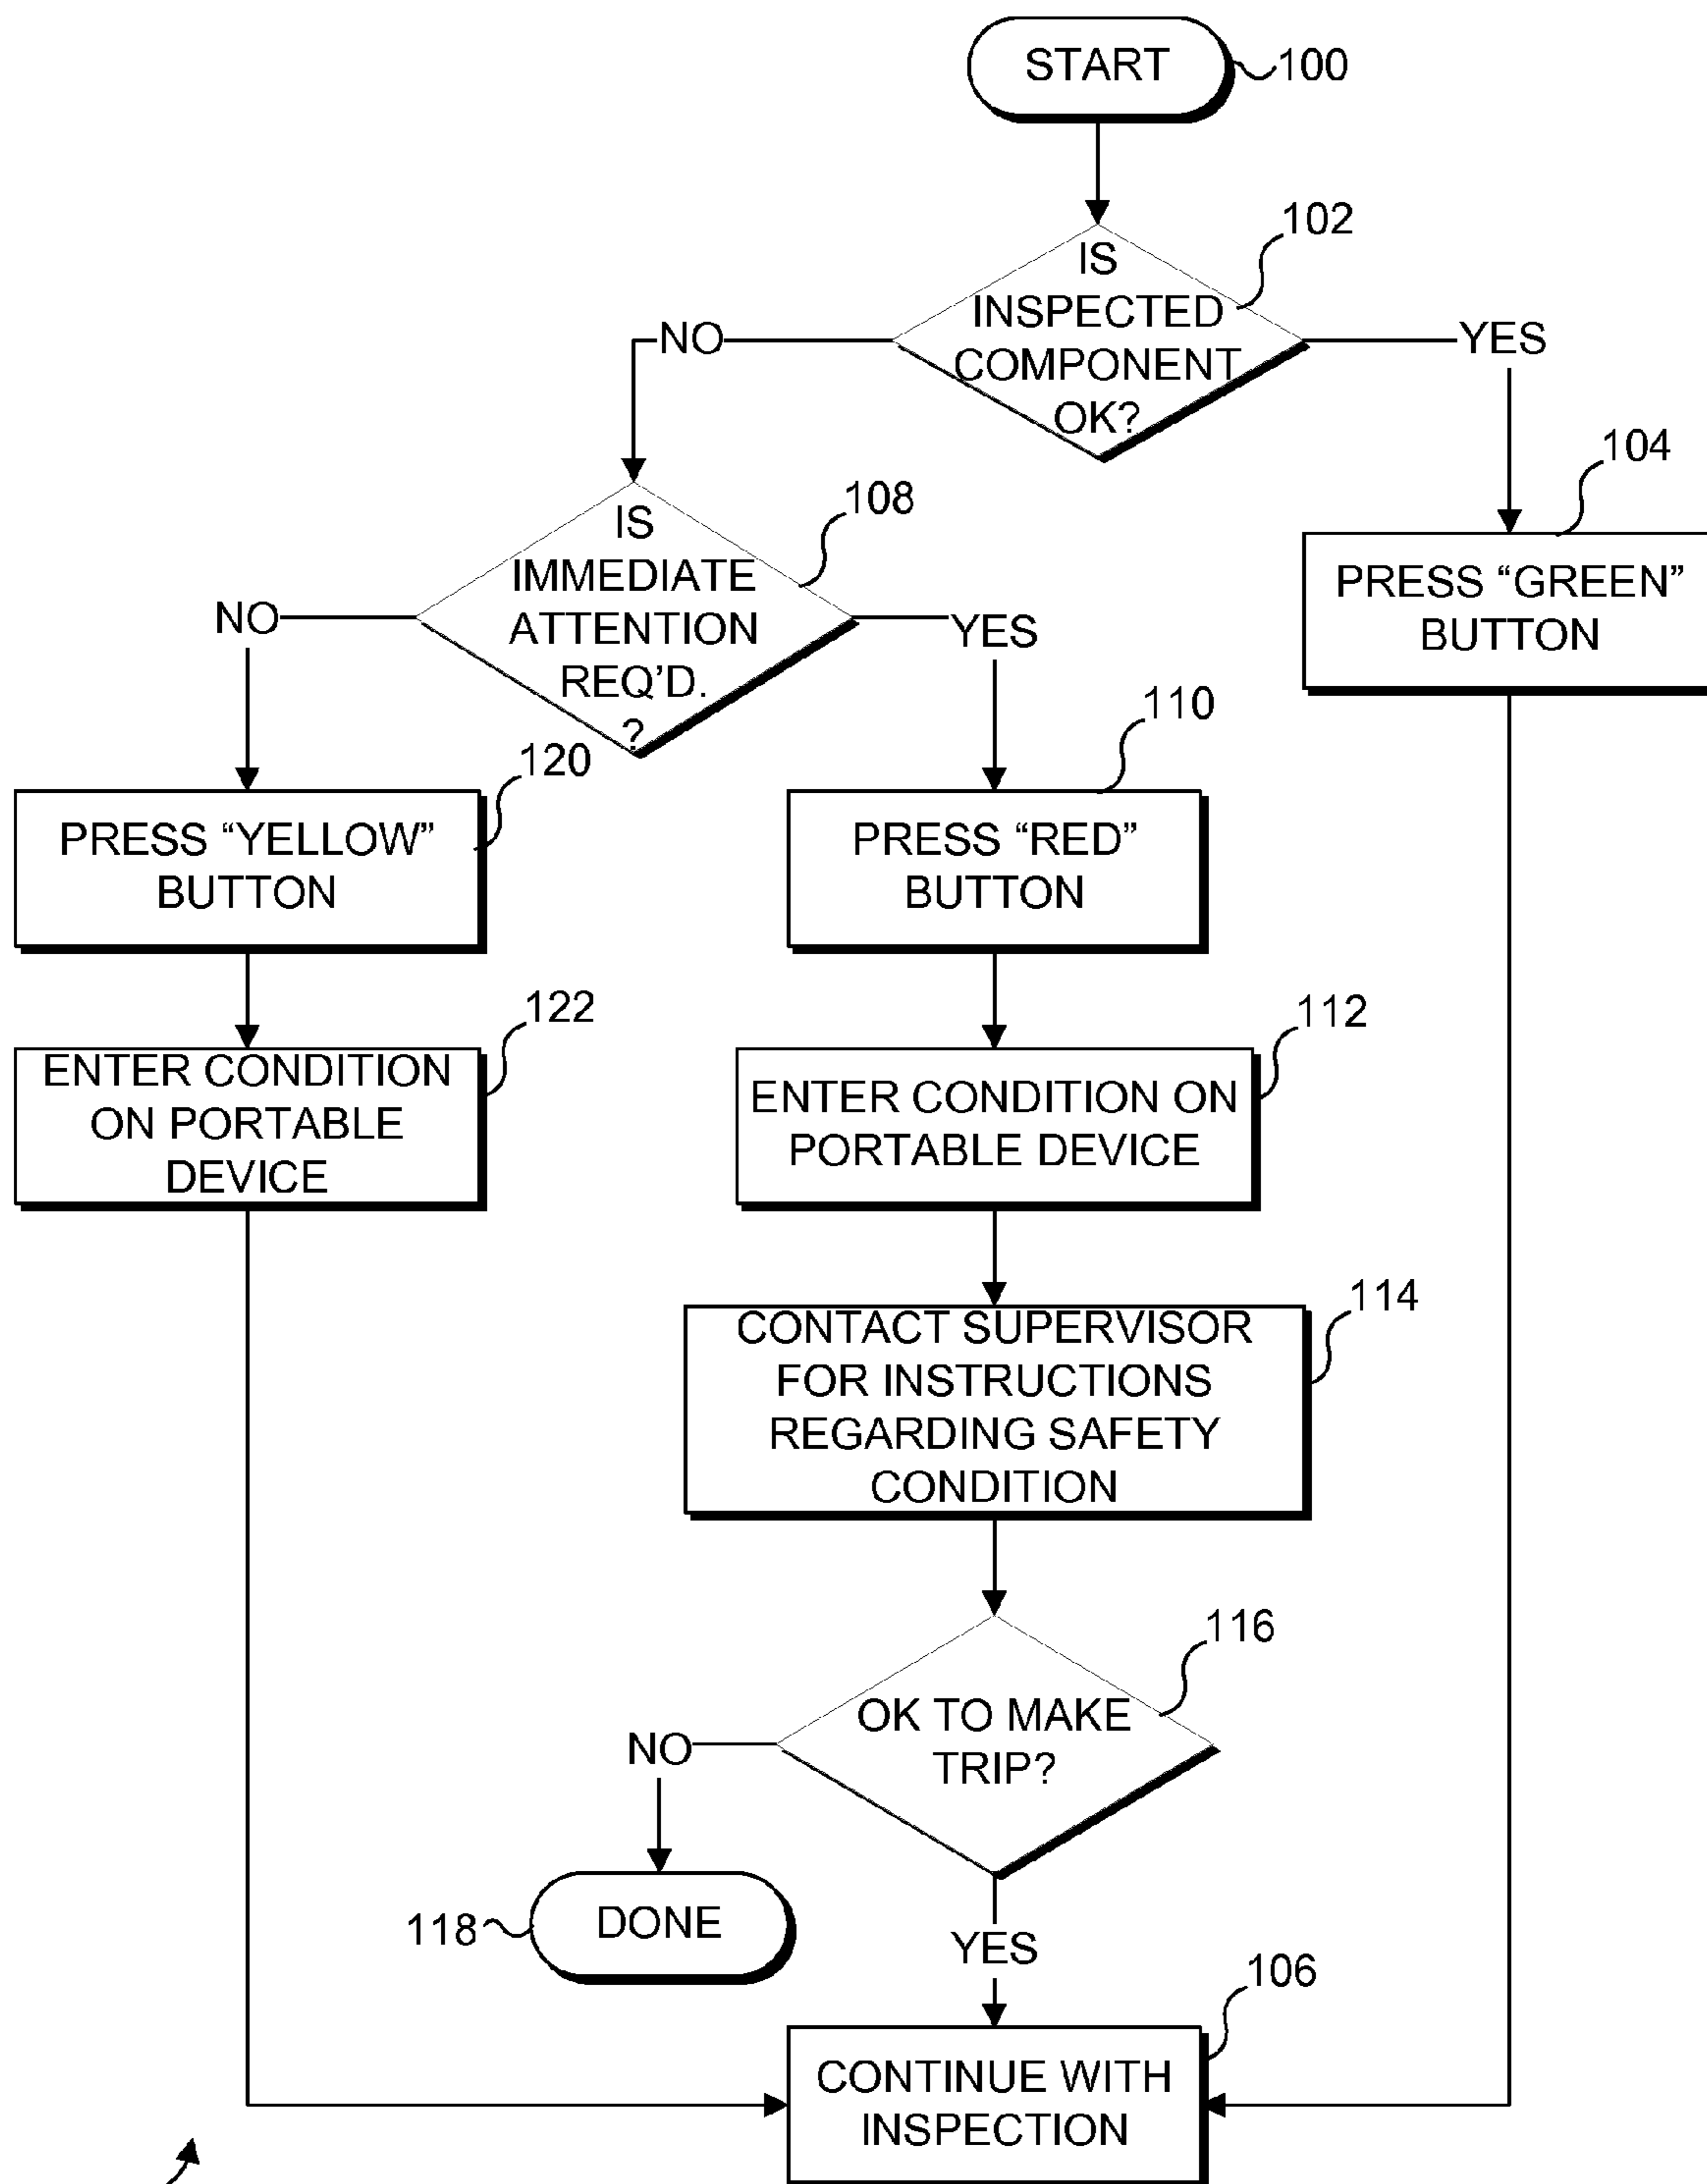 START
100
102
IS
INSPECTED
COMPONENT
OK?
NO
YES
104
108
IS
IMMEDIATE
ATTENTION
REQ’D.
?
PRESS “GREEN”
BUTTON
NO
YES
110
120
PRESS “YELLOW”
BUTTON
PRESS “RED”
BUTTON
122
112
ENTER CONDITION
ON PORTABLE
DEVICE
ENTER CONDITION ON
PORTABLE DEVICE
114
CONTACT SUPERVISOR
FOR INSTRUCTIONS
REGARDING SAFETY
CONDITION
116
OK TO MAKE
TRIP?
NO
118
DONE
YES
106
CONTINUE WITH
INSPECTION